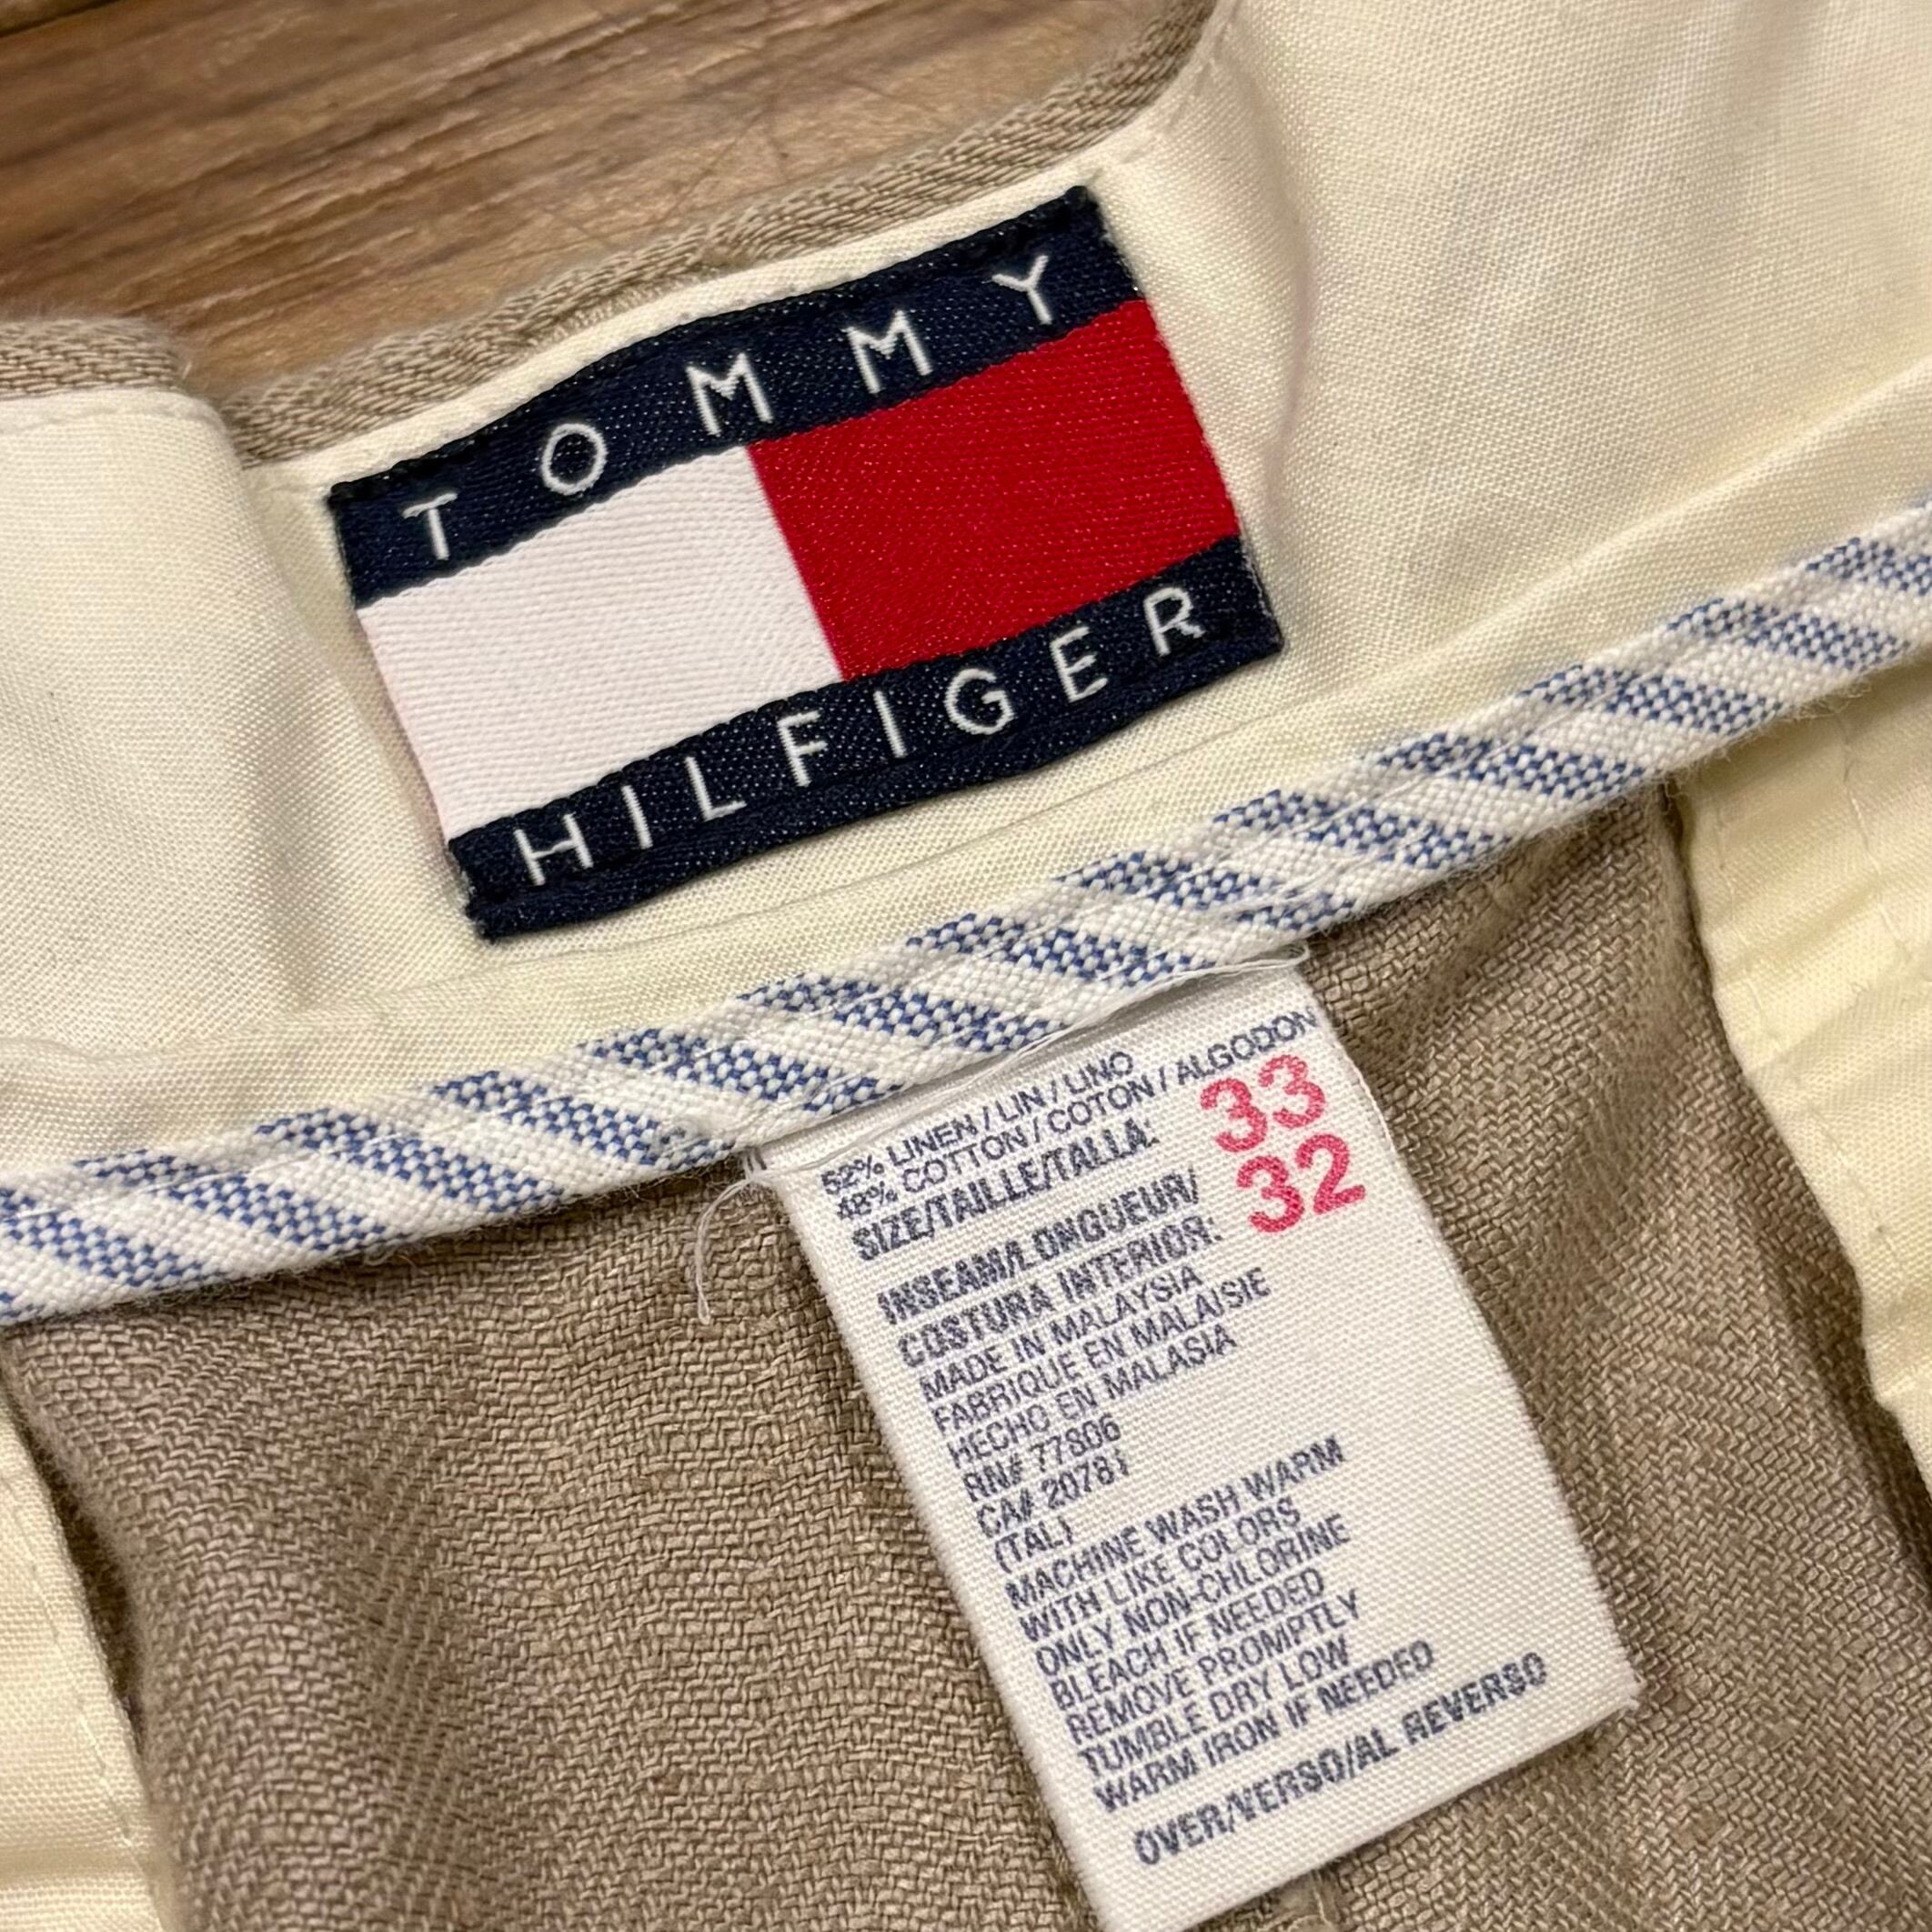 TOMMY
HILFIGER
52% LINEN / LIN / LINO
48% COTTON / COTON / ALGODON
SIZE/TAILLE/TALLA: 33
INSEAM/LONGUEUR/ 32
COSTURA INTERIOR:
MADE IN MALAYSIA
FABRIQUE EN MALAISIE
HECHO EN MALASIA
RN# 77806
CA# 20781
(TAL)
MACHINE WASH WARM
WITH LIKE COLORS
ONLY NON-CHLORINE
BLEACH IF NEEDED
REMOVE PROMPTLY
TUMBLE DRY LOW
WARM IRON IF NEEDED
OVER/VERSO/AL REVERSO